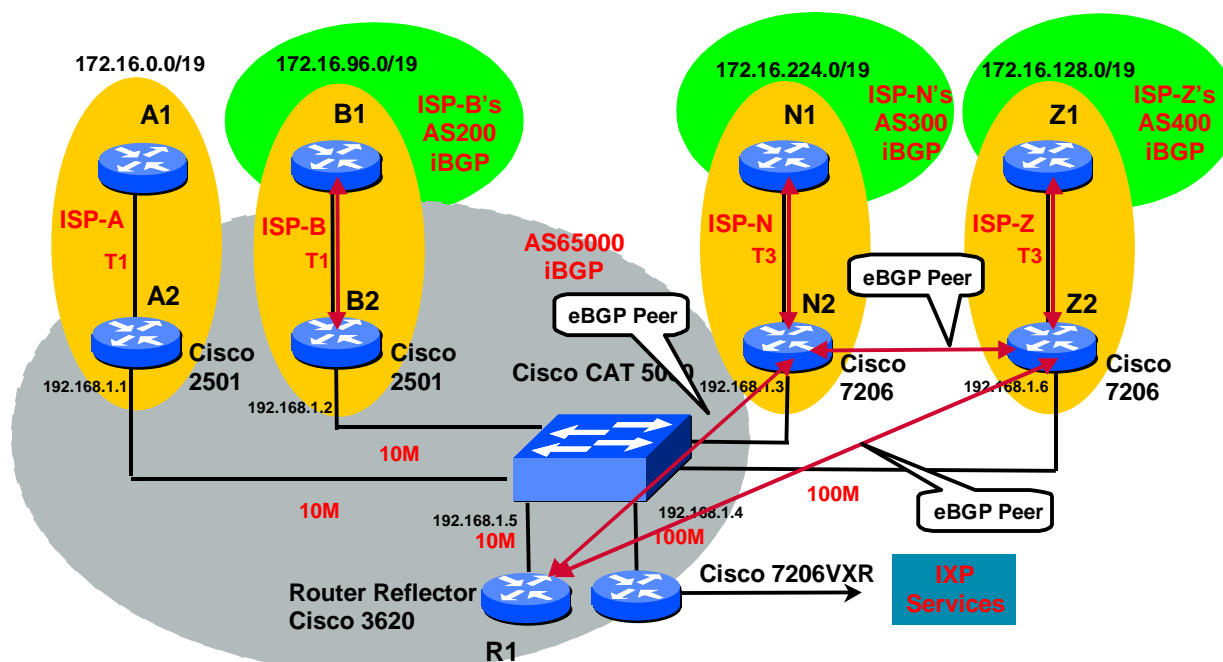 172.16.0.0/19
172.16.96.0/19
172.16.224.0/19
172.16.128.0/19
A1
B1
ISP-B's
AS200
iBGP
N1
ISP-N's
AS300
iBGP
Z1
ISP-Z's
AS400
iBGP
ISP-A
T1
ISP-B
T1
AS65000
iBGP
ISP-N
T3
ISP-Z
T3
eBGP Peer
eBGP Peer
A2
B2
N2
Z2
Cisco
2501
Cisco
2501
Cisco CAT 5000
Cisco
7206
Cisco
7206
192.168.1.1
192.168.1.2
192.168.1.3
192.168.1.6
10M
10M
100M
eBGP Peer
192.168.1.5
10M
192.168.1.4
100M
Router Reflector
Cisco 3620
R1
Cisco 7206VXR
IXP
Services